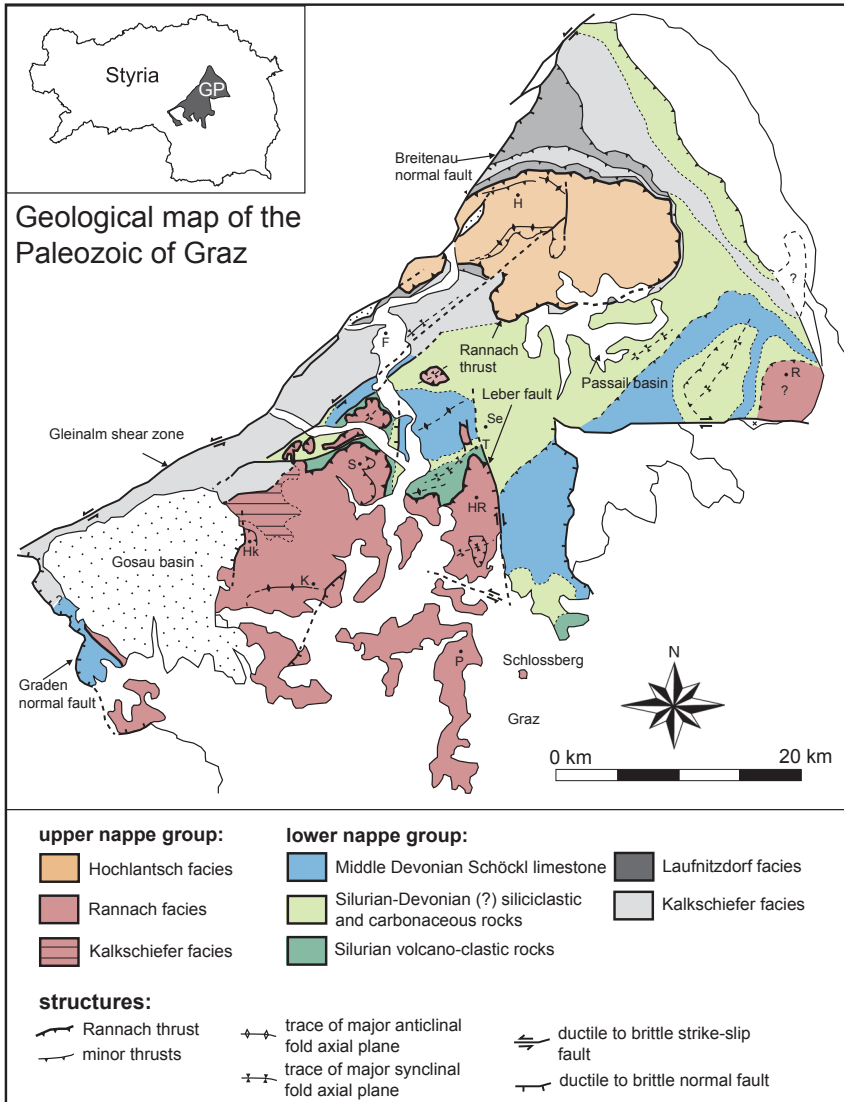 Styria
GP
Geological map of the
Paleozoic of Graz
Breitenau
normal fault
H
?
F
Rannach
thrust
Passail basin
R
?
Leber fault
Se
T
Gleinalm shear zone
S
HR
Gosau basin
Hk
K
?
P
Schlossberg
Graz
Graden
normal fault
N
0 km
20 km
upper nappe group:
Hochlantsch facies
Rannach facies
Kalkschiefer facies
lower nappe group:
Middle Devonian Schöckl limestone
Silurian-Devonian (?) siliciclastic
and carbonaceous rocks
Silurian volcano-clastic rocks
Laufnitzdorf facies
Kalkschiefer facies
structures:
Rannach thrust
minor thrusts
trace of major anticlinal
fold axial plane
trace of major synclinal
fold axial plane
ductile to brittle strike-slip
fault
ductile to brittle normal fault